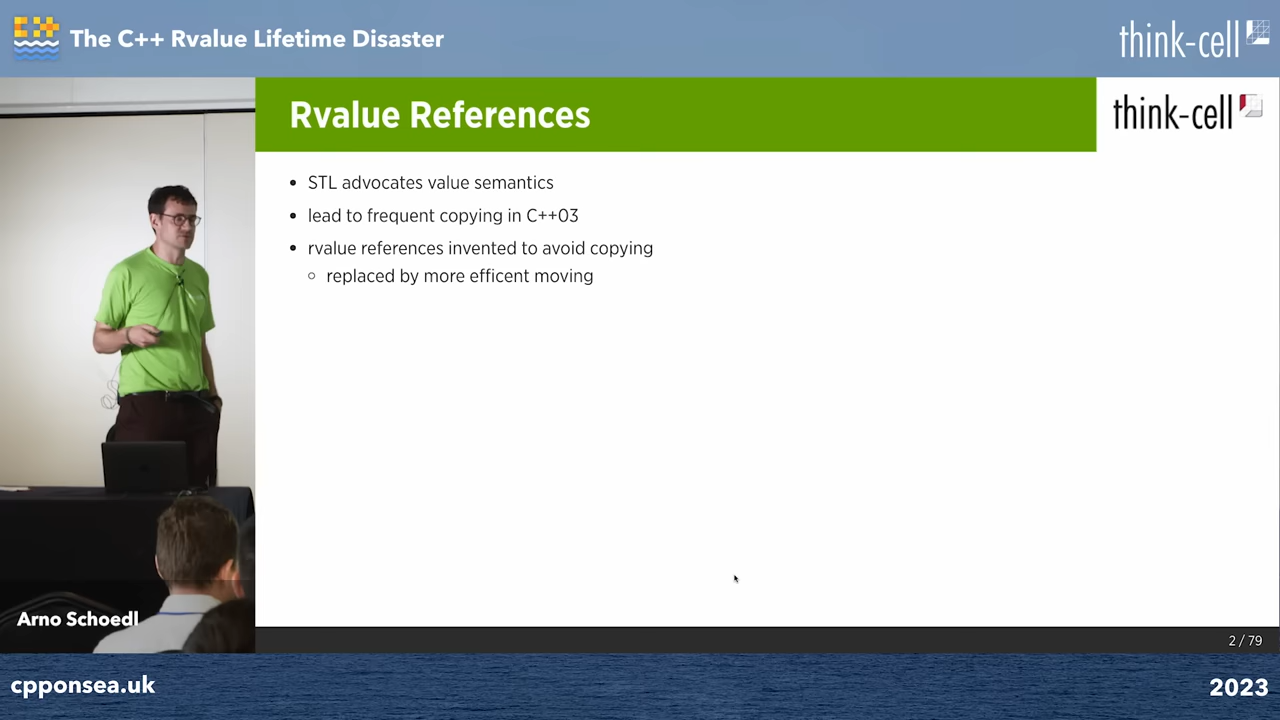 The C++ Rvalue Lifetime Disaster
think-cell
Rvalue References
think-cell
• STL advocates value semantics
• lead to frequent copying in C++03
• rvalue references invented to avoid copying
○ replaced by more efficent moving
Arno Schoedl
2 / 79
cpponsea.uk
2023